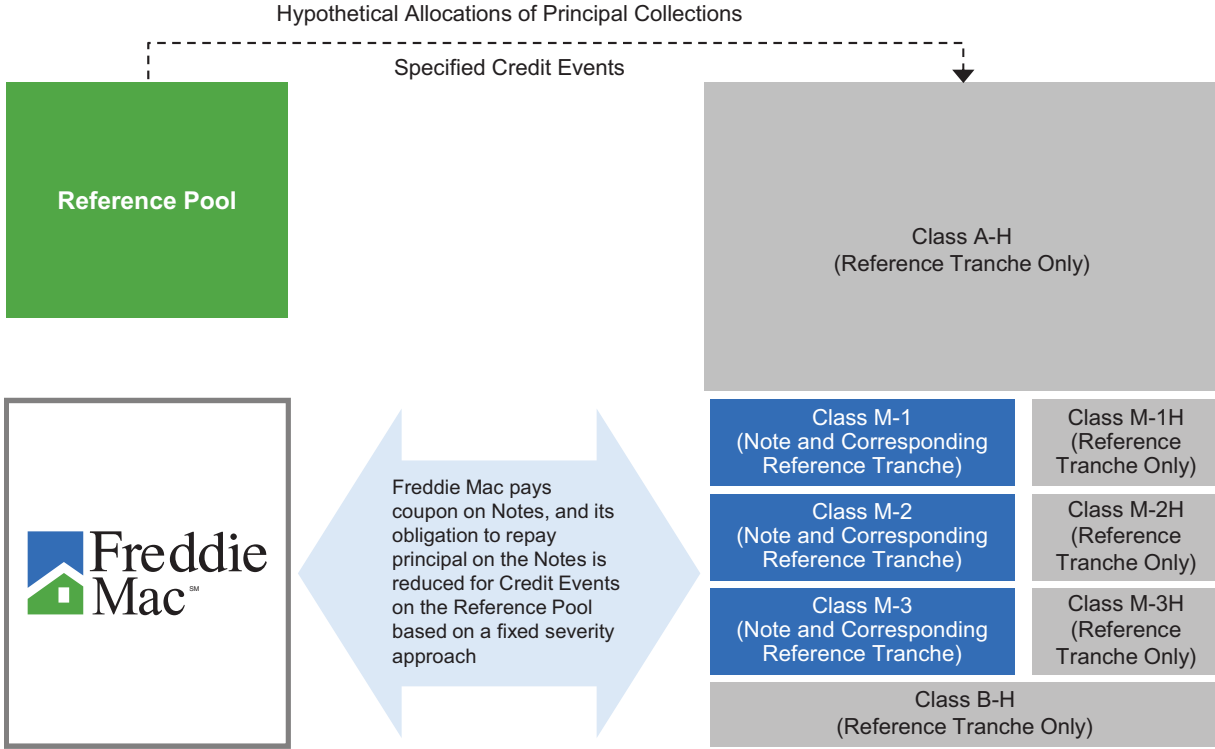 Hypothetical Allocations of Principal Collections
Specified Credit Events
Reference Pool
Class A-H
(Reference Tranche Only)
Freddie
Mac℠
Freddie Mac pays
coupon on Notes, and its
obligation to repay
principal on the Notes is
reduced for Credit Events
on the Reference Pool
based on a fixed severity
approach
Class M-1
(Note and Corresponding
Reference Tranche)
Class M-1H
(Reference
Tranche Only)
Class M-2
(Note and Corresponding
Reference Tranche)
Class M-2H
(Reference
Tranche Only)
Class M-3
(Note and Corresponding
Reference Tranche)
Class M-3H
(Reference
Tranche Only)
Class B-H
(Reference Tranche Only)